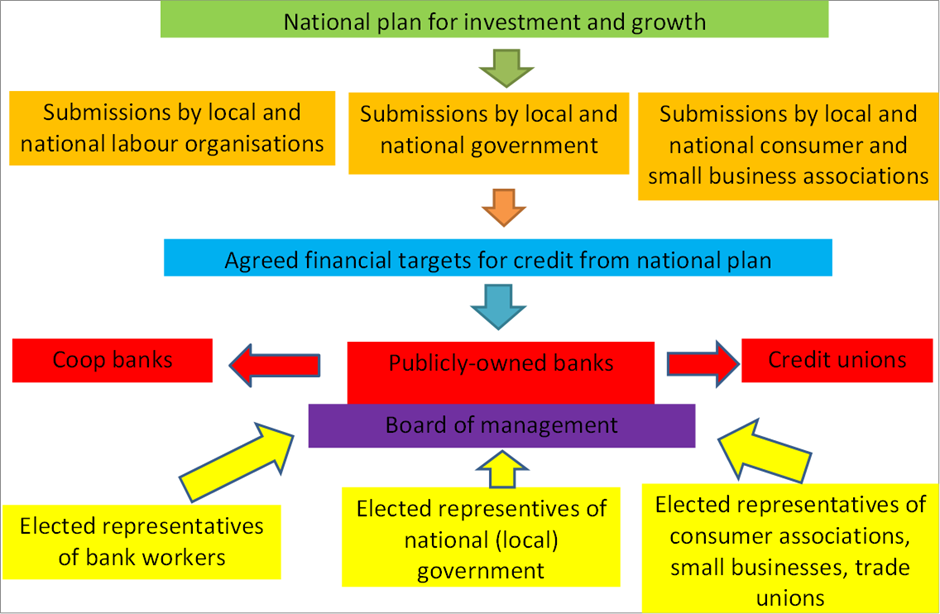 National plan for investment and growth
Submissions by local and
national labour organisations
Submissions by local and
national government
Submissions by local and
national consumer and
small business associations
Agreed financial targets for credit from national plan
Coop banks
Publicly-owned banks
Credit unions
Board of management
Elected representatives
of bank workers
Elected representives of
national (local)
government
Elected representatives of
consumer associations,
small businesses, trade
unions